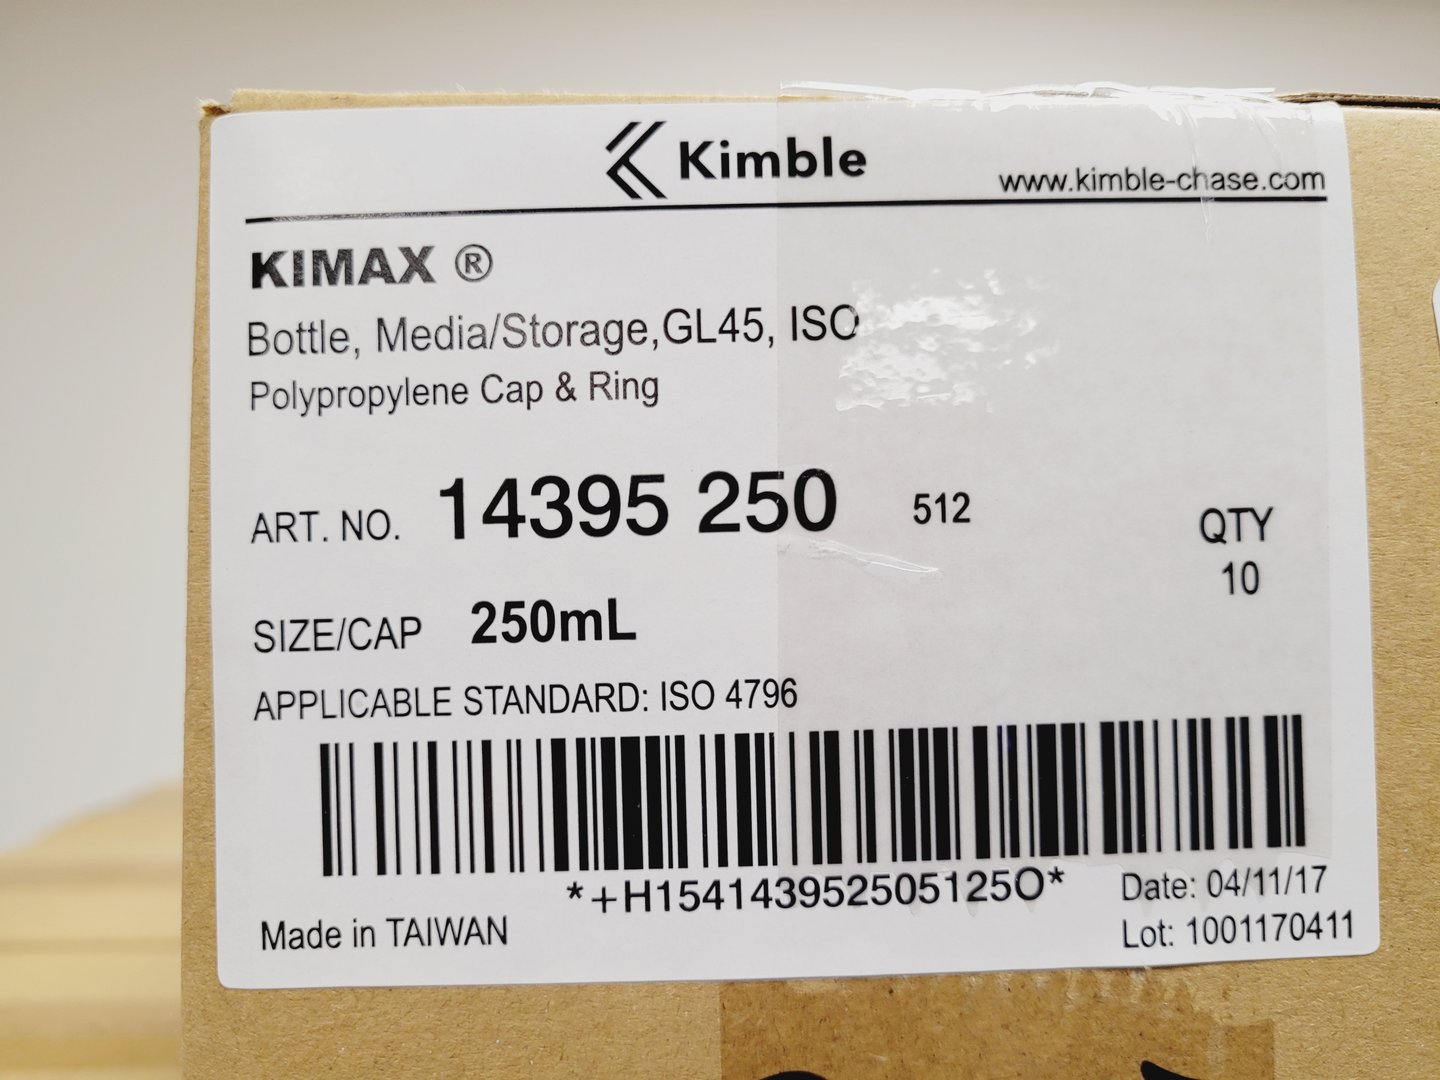 Kimble
www.kimble-chase.com
KIMAX ®
Bottle, Media/Storage,GL45, ISO
Polypropylene Cap & Ring
ART. NO. 14395 250 512
QTY
10
SIZE/CAP 250mL
APPLICABLE STANDARD: ISO 4796
*+H154143952505125O*
Date: 04/11/17
Made in TAIWAN
Lot: 1001170411